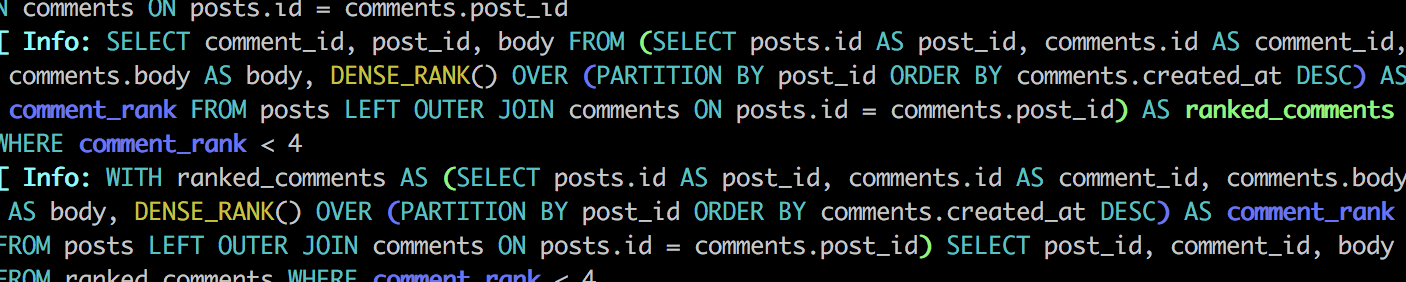 N comments ON posts.id = comments.post_id
[ Info: SELECT comment_id, post_id, body FROM (SELECT posts.id AS post_id, comments.id AS comment_id,
comments.body AS body, DENSE_RANK() OVER (PARTITION BY post_id ORDER BY comments.created_at DESC) AS
comment_rank FROM posts LEFT OUTER JOIN comments ON posts.id = comments.post_id) AS ranked_comments
WHERE comment_rank < 4
[ Info: WITH ranked_comments AS (SELECT posts.id AS post_id, comments.id AS comment_id, comments.body
AS body, DENSE_RANK() OVER (PARTITION BY post_id ORDER BY comments.created_at DESC) AS comment_rank
FROM posts LEFT OUTER JOIN comments ON posts.id = comments.post_id) SELECT post_id, comment_id, body
FROM ranked_comments WHERE comment_rank < 4